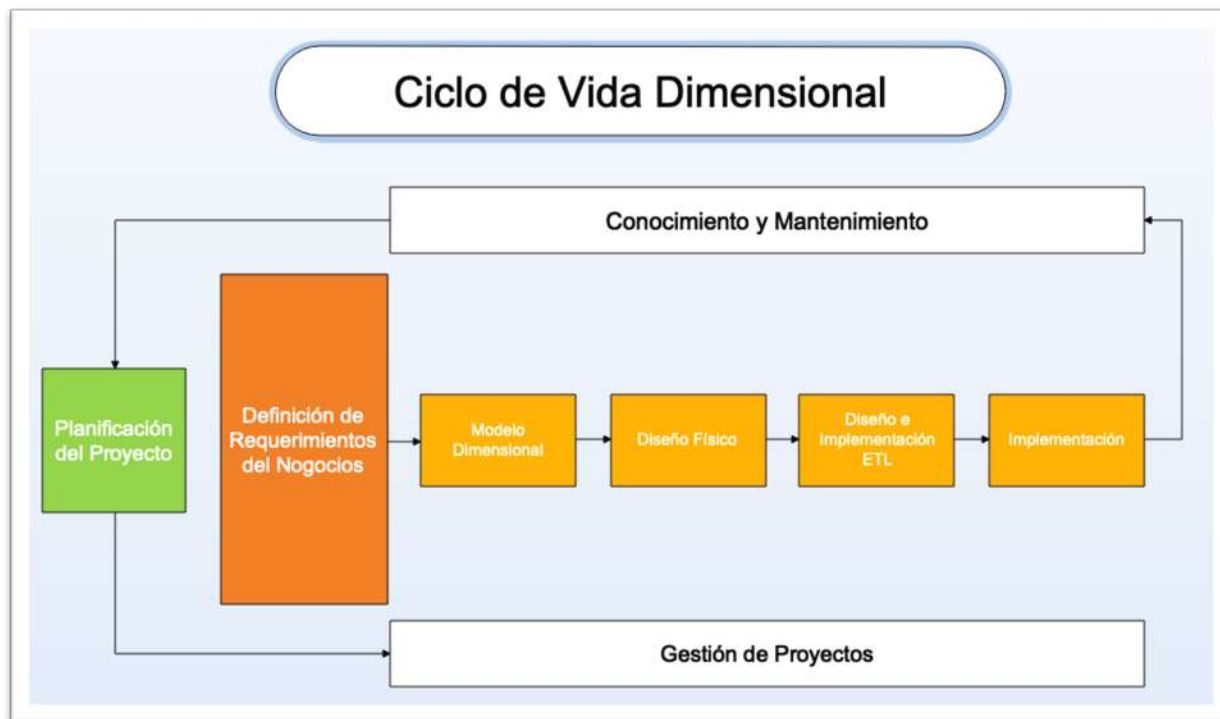 Ciclo de Vida Dimensional
Conocimiento y Mantenimiento
Planificación
del Proyecto
Definición de
Requerimientos
del Nogocios
Modelo
Dimensional
Diseño Físico
Diseño e
Implementación
ETL
Implementación
Gestión de Proyectos